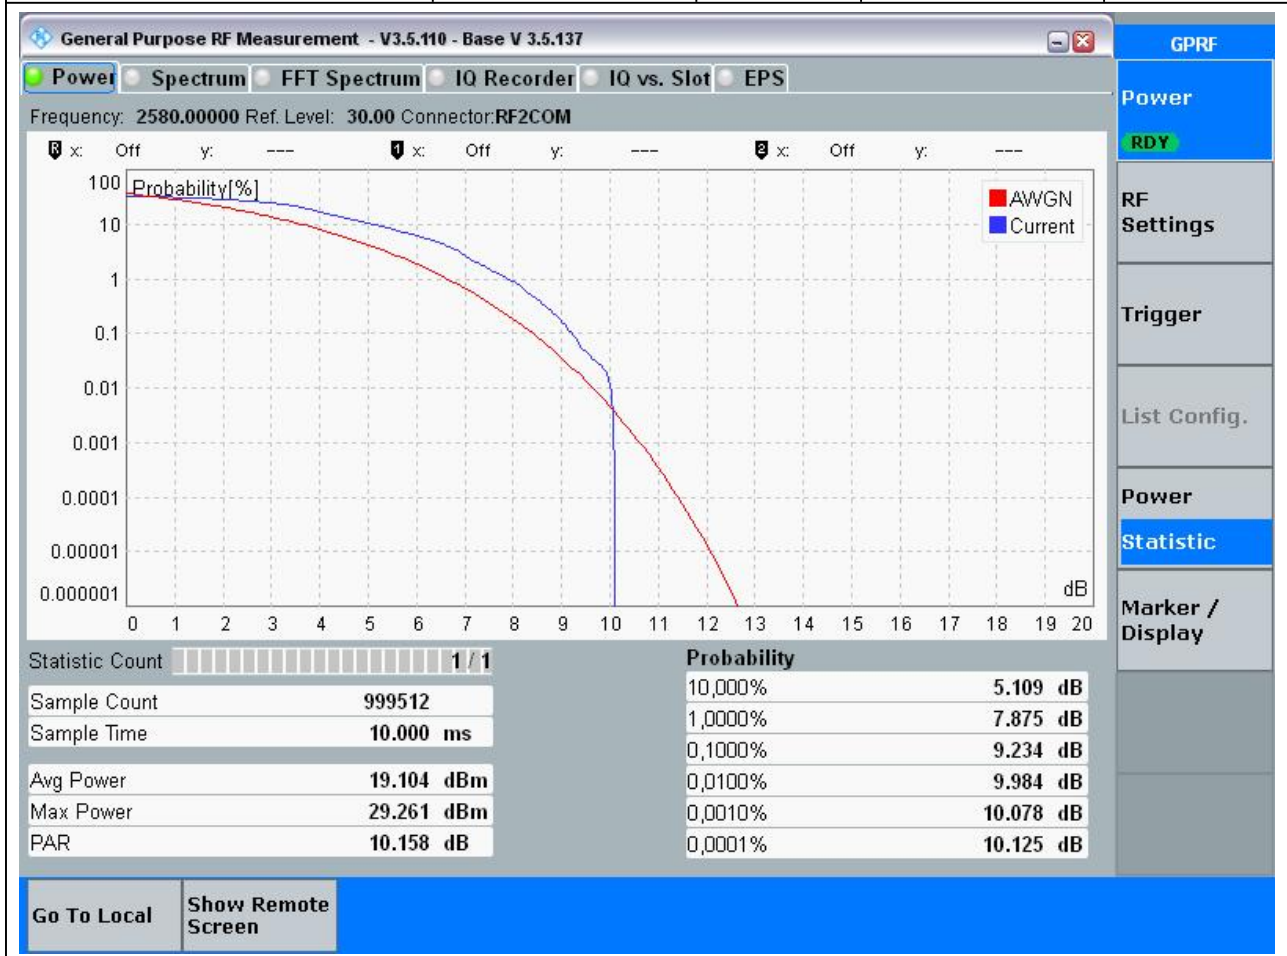 General Purpose RF Measurement - V3.5.110 - Base V 3.5.137
GPRF
Power Spectrum FFT Spectrum IQ Recorder IQ vs. Slot EPS
Frequency: 2580.00000 Ref. Level: 30.00 Connector:RF2COM
Power
RDY
R x: Off y: --- 1 x: Off y: --- 2 x: Off y: ---
Probability[%]
100
10
1
0.1
0.01
0.001
0.0001
0.00001
0.000001
AWGN
Current
dB
0 1 2 3 4 5 6 7 8 9 10 11 12 13 14 15 16 17 18 19 20
RF
Settings
Trigger
List Config.
Power
Statistic
Marker /
Display
Statistic Count 1 / 1
Sample Count 999512
Sample Time 10.000 ms
Avg Power 19.104 dBm
Max Power 29.261 dBm
PAR 10.158 dB
Probability
10,000% 5.109 dB
1,0000% 7.875 dB
0,1000% 9.234 dB
0,0100% 9.984 dB
0,0010% 10.078 dB
0,0001% 10.125 dB
Go To Local
Show Remote
Screen